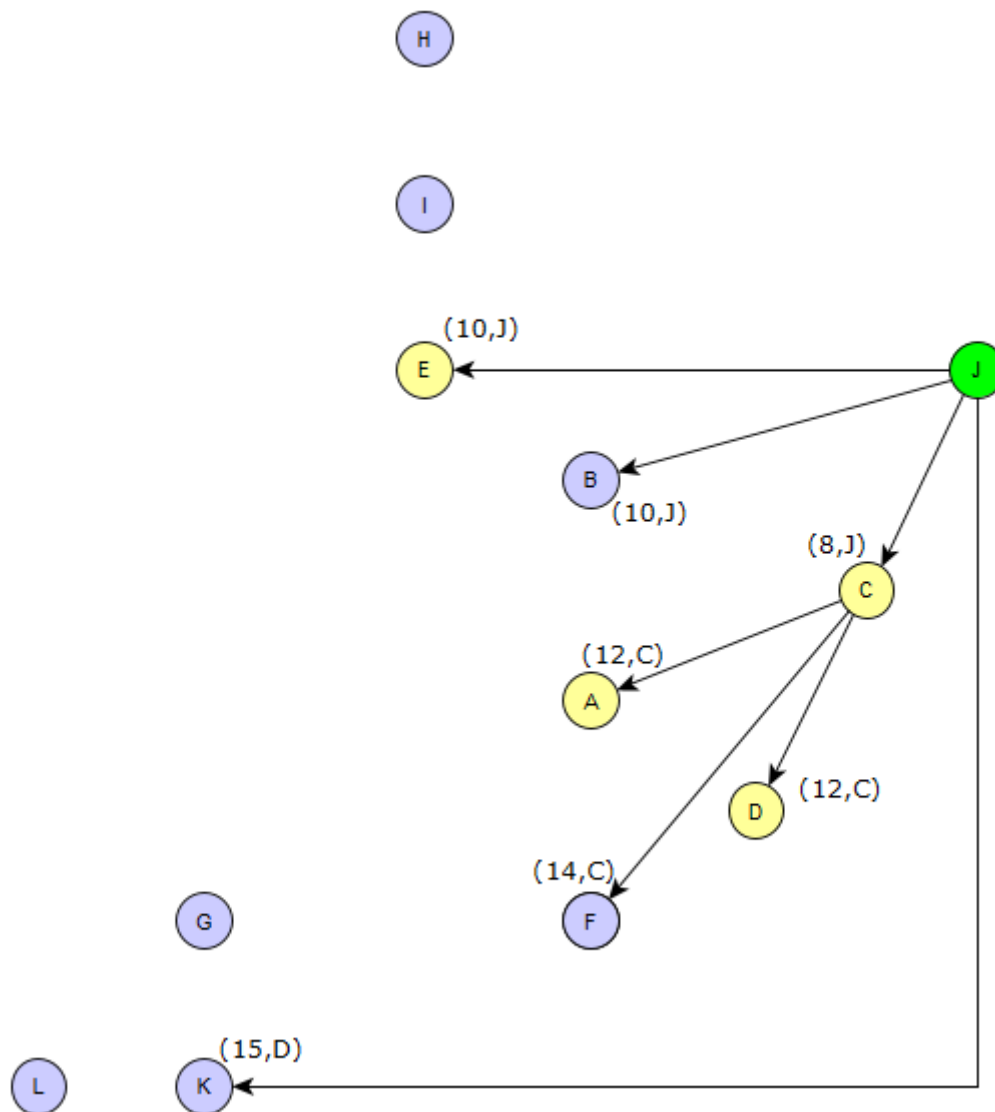 H
I
(10,J)
E
J
B
(10,J)
(8,J)
C
(12,C)
A
(12,C)
D
(14,C)
G
F
(15,D)
L
K